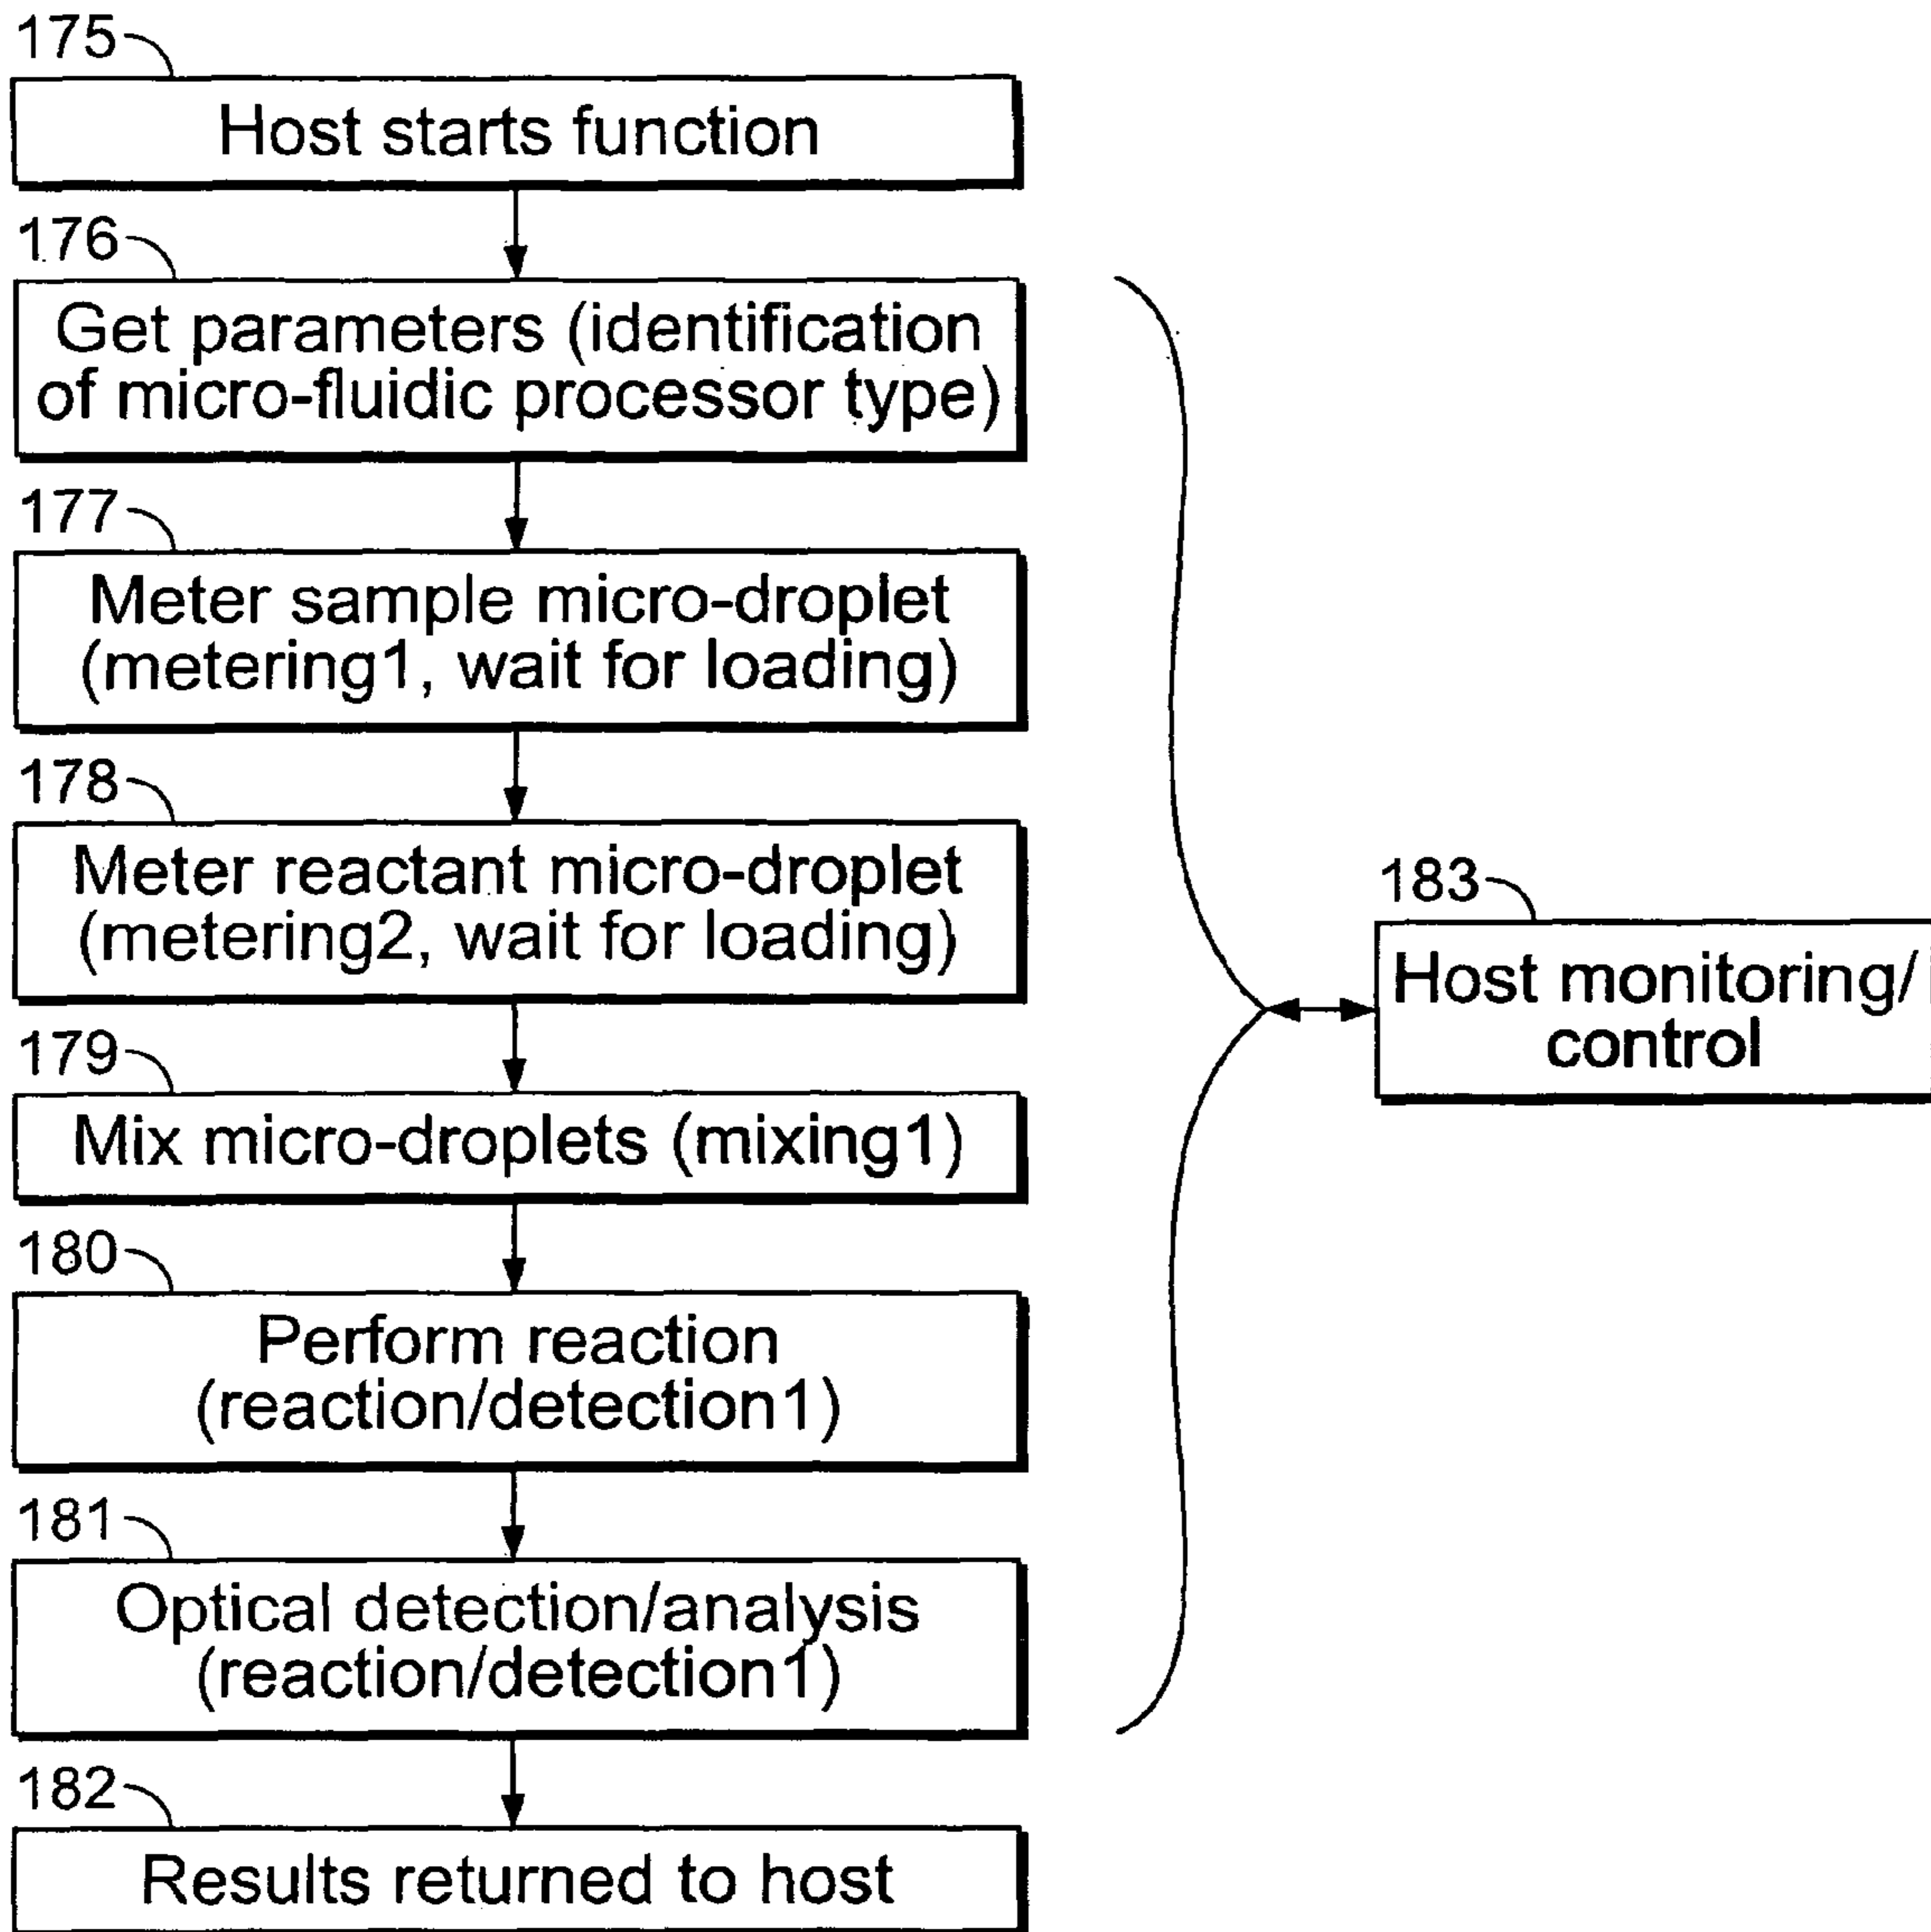 175
Host starts function
176
Get parameters (identification
of micro-fluidic processor type)
177
Meter sample micro-droplet
(metering1, wait for loading)
178
Meter reactant micro-droplet
(metering2, wait for loading)
183
Host monitoring/
control
179
Mix micro-droplets (mixing1)
180
Perform reaction
(reaction/detection1)
181
Optical detection/analysis
(reaction/detection1)
182
Results returned to host